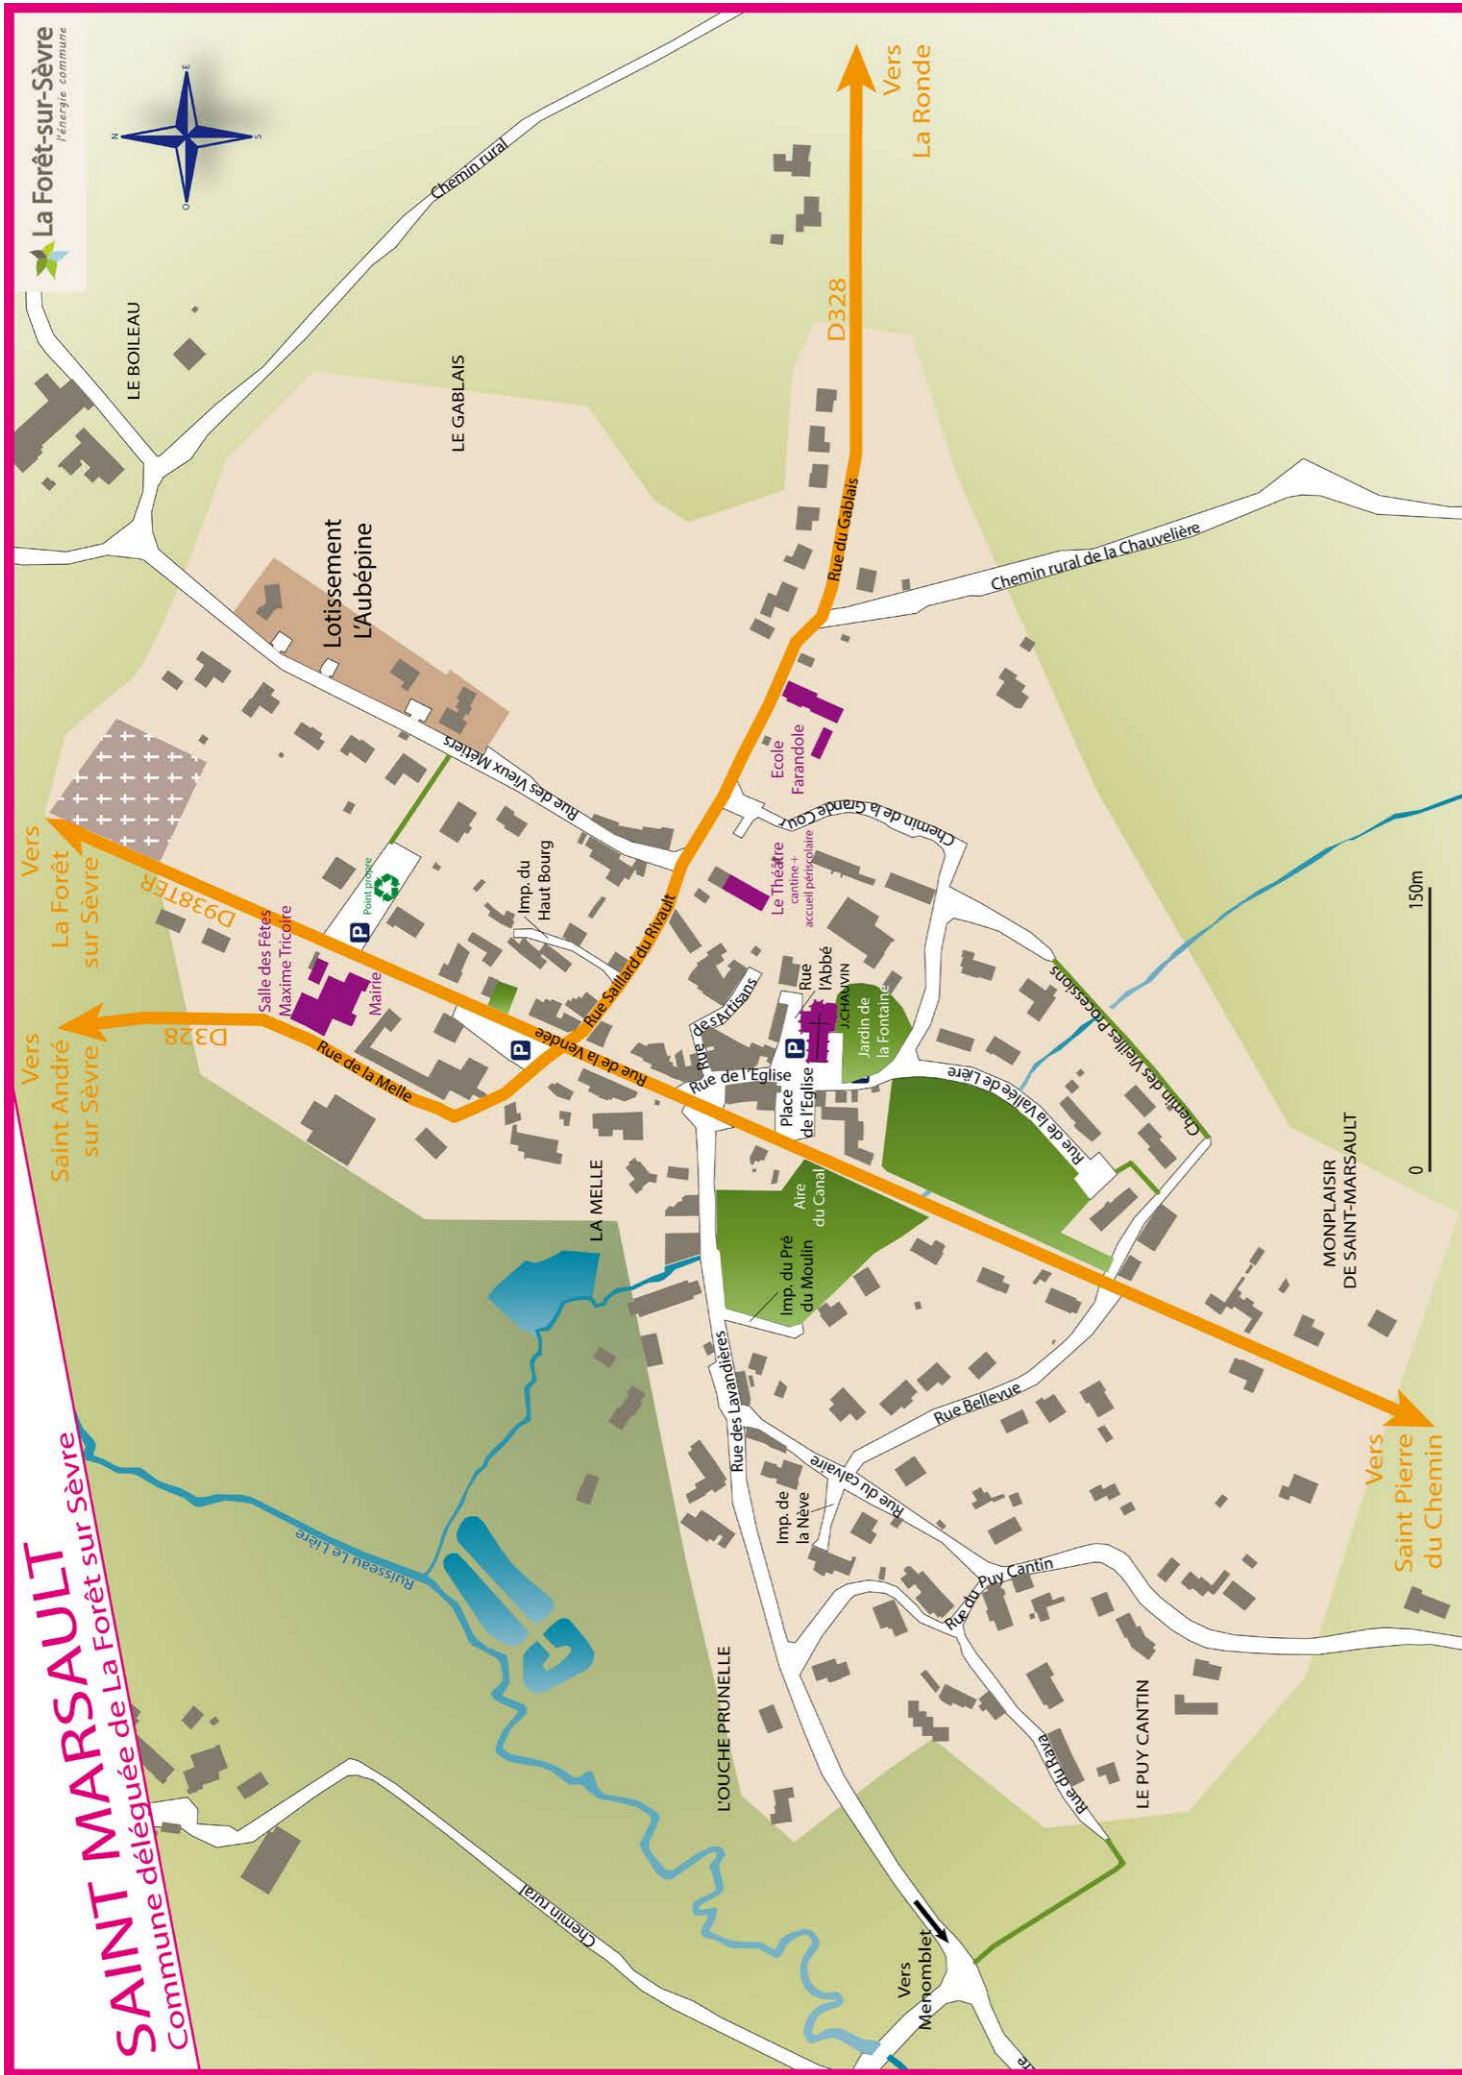 SAINT MARSAULT
Commune déléguée de La Forêt sur Sèvre
La Forêt-sur-Sèvre
l'énergie commune
N
E
S
O
Vers
Saint André
sur Sèvre
Vers
La Forêt
sur Sèvre
D328
D938TER
LE BOILEAU
LE GABLAIS
Chemin rural
Lotissement
L'Aubépine
Salle des Fêtes
Maxime Tricoire
Mairie
P
Point propre
Rue de la Melle
Rue des Vieux Métiers
Imp. du
Haut Bourg
P
Rue Saillard du Rivault
Rue de la Vendée
LA MELLE
Ruisseau Le Lière
Chemin rural
Rue des Artisans
Rue de l'Eglise
Place
de l'Eglise
P
Rue
l'Abbé
J.CHAUVIN
Jardin de
la Fontaine
Le Théâtre
cantine +
accueil périscolaire
Ecole
Farandole
Chemin de la Grande Cour
Rue du Gablais
D328
Vers
La Ronde
Chemin rural de la Chauvelière
Aire
du Canal
Imp. du Pré
du Moulin
Rue des Lavandières
Rue de la Vallée de Lière
Chemin des Vieilles Processions
Imp. de
la Nève
Rue du calvaire
Rue Bellevue
Rue du Puy Cantin
L'OUCHE PRUNELLE
Rue du Rava
LE PUY CANTIN
Vers
Menomblet
MONPLAISIR
DE SAINT-MARSAULT
Vers
Saint Pierre
du Chemin
0
150m